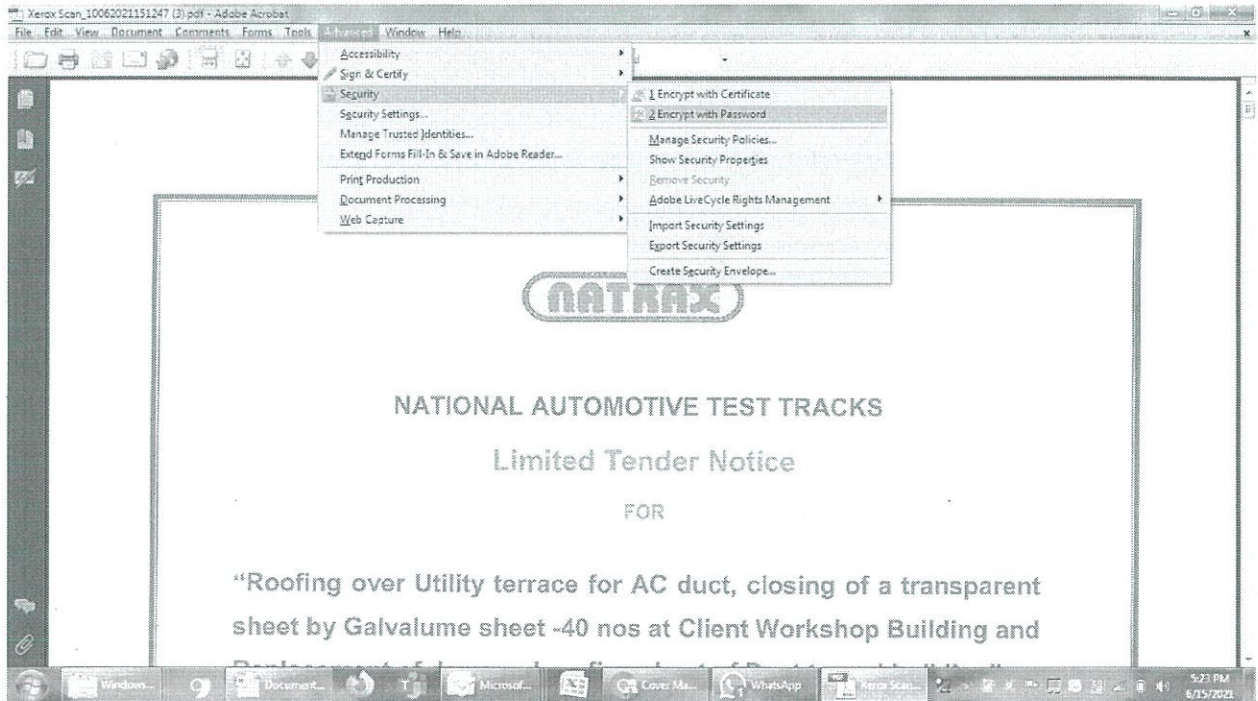 Xerox Scan_10062021151247 (3).pdf - Adobe Acrobat
File Edit View Document Comments Forms Tools Advanced Window Help
Accessibility
Sign & Certify
Security
Security Settings...
Manage Trusted Identities...
Extend Forms Fill-In & Save in Adobe Reader...
Print Production
Document Processing
Web Capture
1 Encrypt with Certificate
2 Encrypt with Password
Manage Security Policies...
Show Security Properties
Remove Security
Adobe LiveCycle Rights Management
Import Security Settings
Export Security Settings
Create Security Envelope...
NATRAX
NATIONAL AUTOMOTIVE TEST TRACKS
Limited Tender Notice
FOR
“Roofing over Utility terrace for AC duct, closing of a transparent
sheet by Galvalume sheet -40 nos at Client Workshop Building and
Windows... Document... Microsof... Cover Ma... WhatsApp Xerox Scan... 5:23 PM
6/15/2021